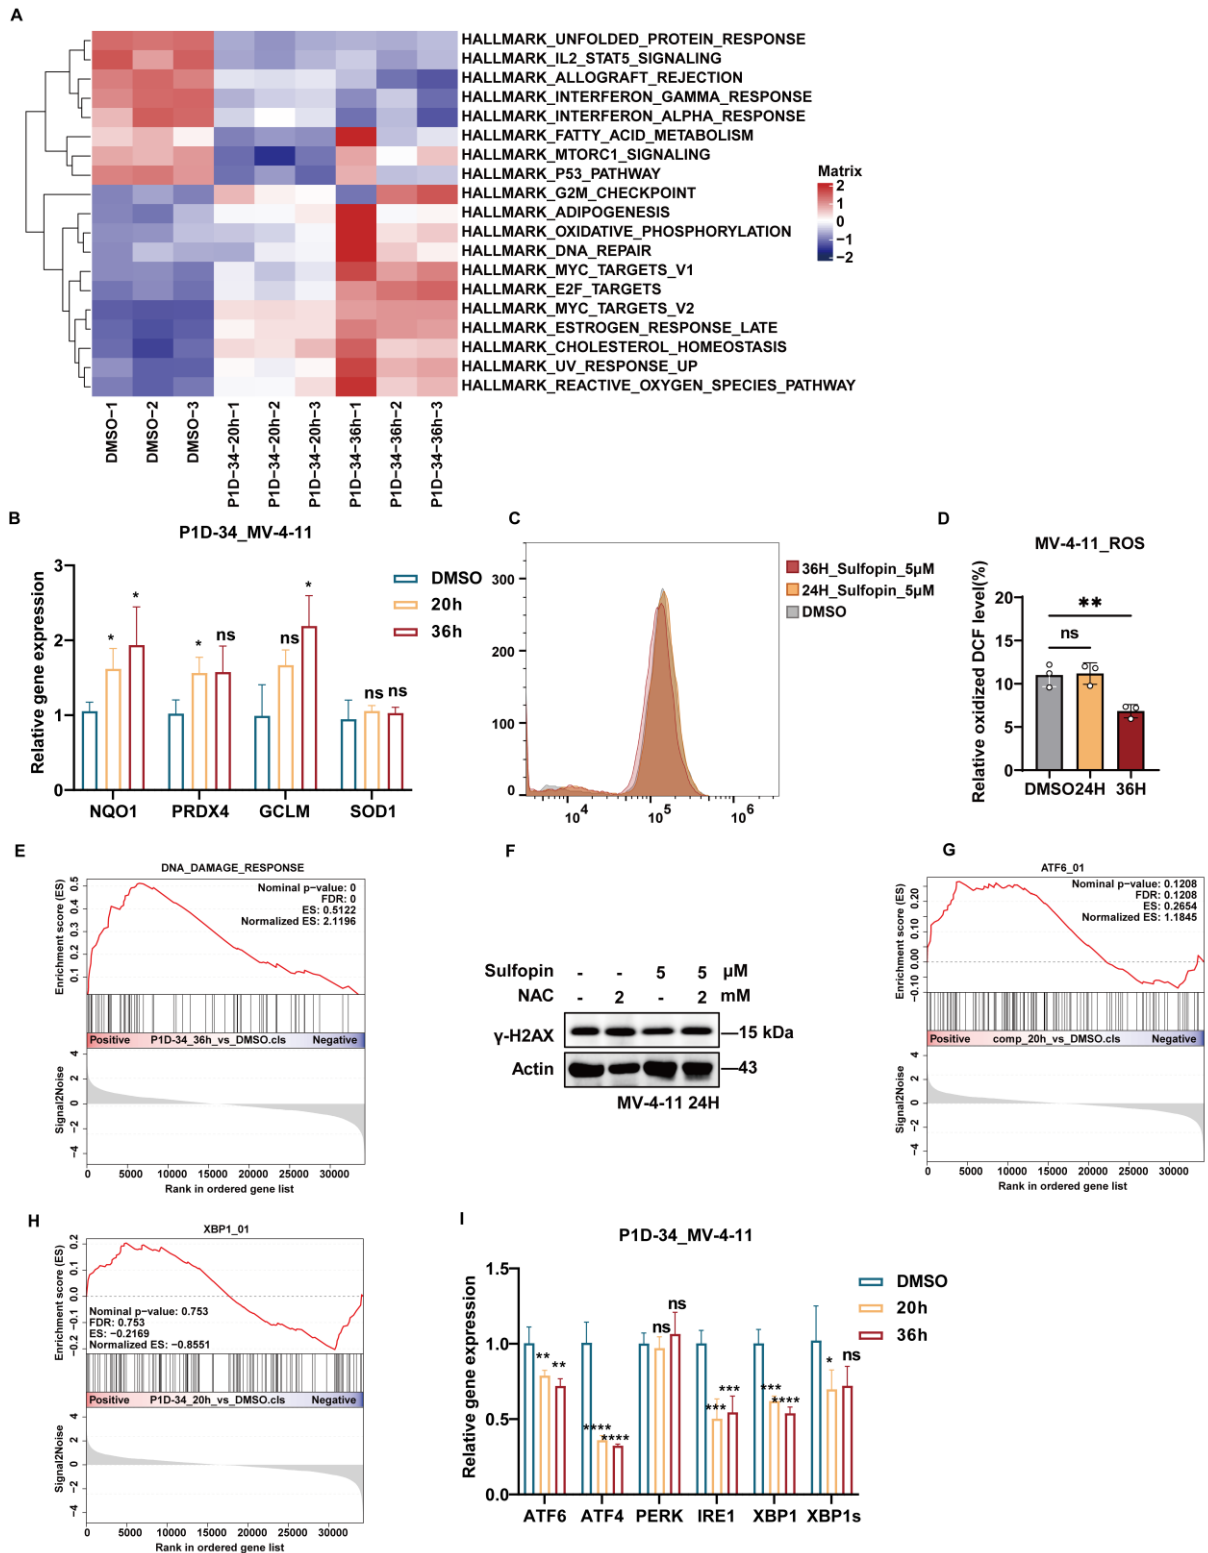 A
HALLMARK_UNFOLDED_PROTEIN_RESPONSE
HALLMARK_IL2_STAT5_SIGNALING
HALLMARK_ALLOGRAFT_REJECTION
HALLMARK_INTERFERON_GAMMA_RESPONSE
HALLMARK_INTERFERON_ALPHA_RESPONSE
HALLMARK_FATTY_ACID_METABOLISM
HALLMARK_MTORC1_SIGNALING
HALLMARK_P53_PATHWAY
HALLMARK_G2M_CHECKPOINT
HALLMARK_ADIPOGENESIS
HALLMARK_OXIDATIVE_PHOSPHORYLATION
HALLMARK_DNA_REPAIR
HALLMARK_MYC_TARGETS_V1
HALLMARK_E2F_TARGETS
HALLMARK_MYC_TARGETS_V2
HALLMARK_ESTROGEN_RESPONSE_LATE
HALLMARK_CHOLESTEROL_HOMEOSTASIS
HALLMARK_UV_RESPONSE_UP
HALLMARK_REACTIVE_OXYGEN_SPECIES_PATHWAY
Matrix
2
1
0
−1
−2
DMSO−1
DMSO−2
DMSO−3
P1D−34−20h−1
P1D−34−20h−2
P1D−34−20h−3
P1D−34−36h−1
P1D−34−36h−2
P1D−34−36h−3
B
P1D-34_MV-4-11
Relative gene expression
3
2
1
0
* * * ns ns * ns ns
DMSO
20h
36h
NQO1 PRDX4 GCLM SOD1
C
300
200
100
0
10^4 10^5 10^6
36H_Sulfopin_5μM
24H_Sulfopin_5μM
DMSO
D
MV-4-11_ROS
Relative oxidized DCF level(%)
20
15
10
5
0
**
ns
DMSO 24H 36H
E
DNA_DAMAGE_RESPONSE
Nominal p-value: 0
FDR: 0
ES: 0.5122
Normalized ES: 2.1196
Enrichment score (ES)
0.5
0.4
0.3
0.2
0.1
Positive P1D-34_36h_vs_DMSO.cls Negative
Signal2Noise
4
2
0
−2
−4
0 5000 10000 15000 20000 25000 30000
Rank in ordered gene list
F
Sulfopin - - 5 5 μM
NAC - 2 - 2 mM
γ-H2AX —15 kDa
Actin —43
MV-4-11 24H
G
ATF6_01
Nominal p-value: 0.1208
FDR: 0.1208
ES: 0.2654
Normalized ES: 1.1845
Enrichment score (ES)
0.20
0.10
0.00
−0.10
Positive comp_20h_vs_DMSO.cls Negative
Signal2Noise
4
2
0
−2
−4
0 5000 10000 15000 20000 25000 30000
Rank in ordered gene list
H
XBP1_01
Enrichment score (ES)
0.2
0.1
0.0
−0.1
−0.2
Nominal p-value: 0.753
FDR: 0.753
ES: −0.2169
Normalized ES: −0.8551
Positive P1D-34_20h_vs_DMSO.cls Negative
Signal2Noise
4
2
0
−2
−4
0 5000 10000 15000 20000 25000 30000
Rank in ordered gene list
I
P1D-34_MV-4-11
Relative gene expression
1.5
1.0
0.5
0.0
** ** **** **** ns ns *** *** *** **** * ns
DMSO
20h
36h
ATF6 ATF4 PERK IRE1 XBP1 XBP1s